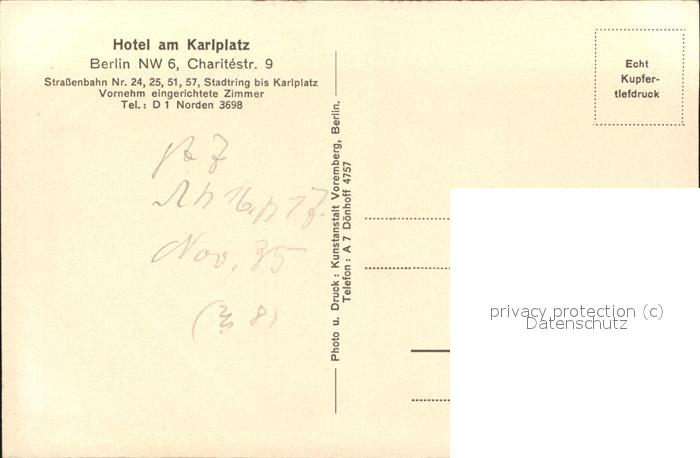 Hotel am Karlplatz
Berlin NW 6, Charitéstr. 9
Straßenbahn Nr. 24, 25, 51, 57, Stadtring bis Karlplatz
Vornehm eingerichtete Zimmer
Tel.: D 1 Norden 3698
Echt
Kupfer-
tiefdruck
Photo u. Druck: Kunstanstalt Voremberg, Berlin.
Telefon: A 7 Dönhoff 4757
Nov. 35
privacy protection (c)
Datenschutz